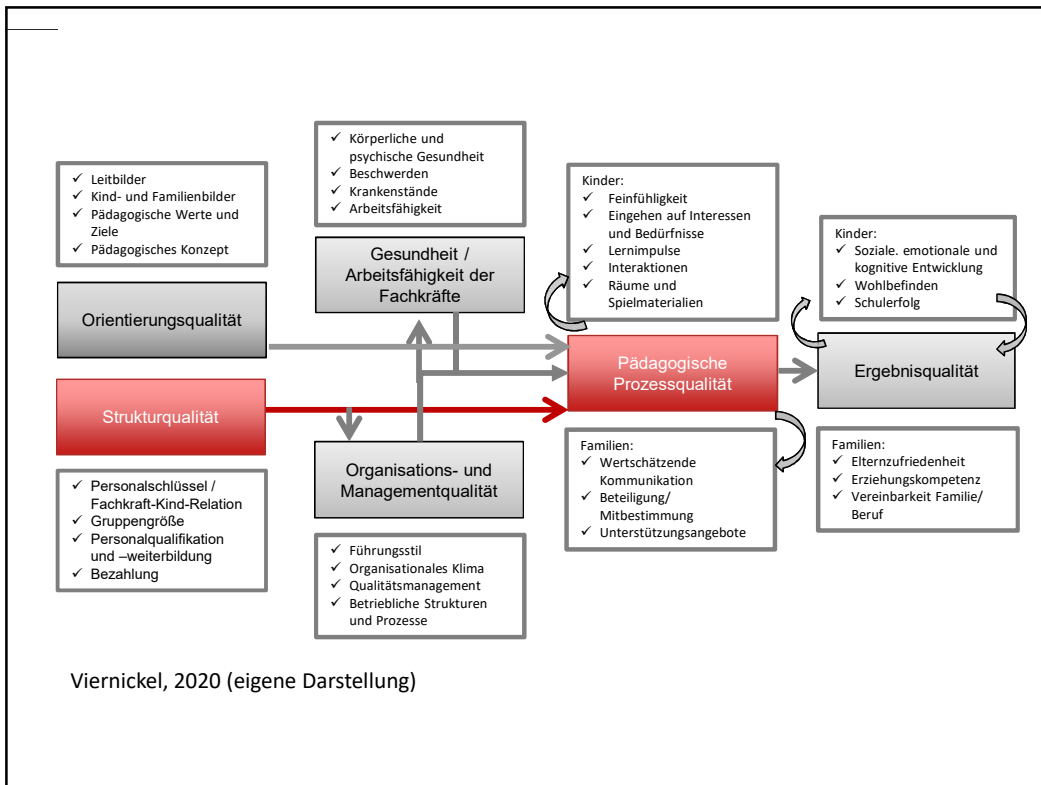 ✓ Leitbilder
✓ Kind- und Familienbilder
✓ Pädagogische Werte und
Ziele
✓ Pädagogisches Konzept
Orientierungsqualität
Strukturqualität
✓ Personalschlüssel /
Fachkraft-Kind-Relation
✓ Gruppengröße
✓ Personalqualifikation
und –weiterbildung
✓ Bezahlung
✓ Körperliche und
psychische Gesundheit
✓ Beschwerden
✓ Krankenstände
✓ Arbeitsfähigkeit
Gesundheit /
Arbeitsfähigkeit der
Fachkräfte
Organisations- und
Managementqualität
✓ Führungsstil
✓ Organisationales Klima
✓ Qualitätsmanagement
✓ Betriebliche Strukturen
und Prozesse
Kinder:
✓ Feinfühligkeit
✓ Eingehen auf Interessen
und Bedürfnisse
✓ Lernimpulse
✓ Interaktionen
✓ Räume und
Spielmaterialien
Pädagogische
Prozessqualität
Familien:
✓ Wertschätzende
Kommunikation
✓ Beteiligung/
Mitbestimmung
✓ Unterstützungsangebote
Kinder:
✓ Soziale. emotionale und
kognitive Entwicklung
✓ Wohlbefinden
✓ Schulerfolg
Ergebnisqualität
Familien:
✓ Elternzufriedenheit
✓ Erziehungskompetenz
✓ Vereinbarkeit Familie/
Beruf
Viernickel, 2020 (eigene Darstellung)